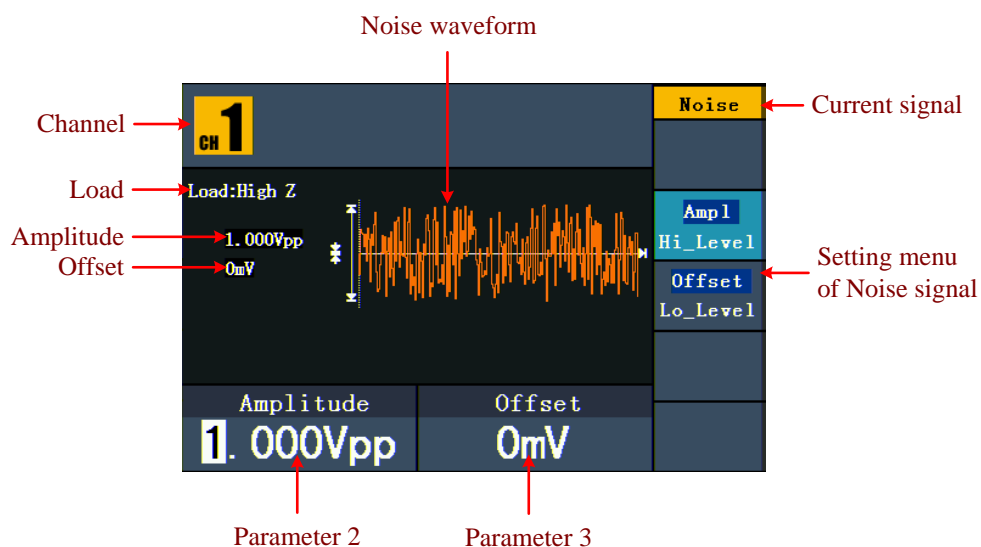 Noise waveform
Channel
CH 1
Noise
Current signal
Load
Load:High Z
Amplitude
1.000Vpp
Offset
0mV
Ampl
Hi_Level
Offset
Lo_Level
Setting menu
of Noise signal
Amplitude
Offset
1.000Vpp
0mV
Parameter 2
Parameter 3